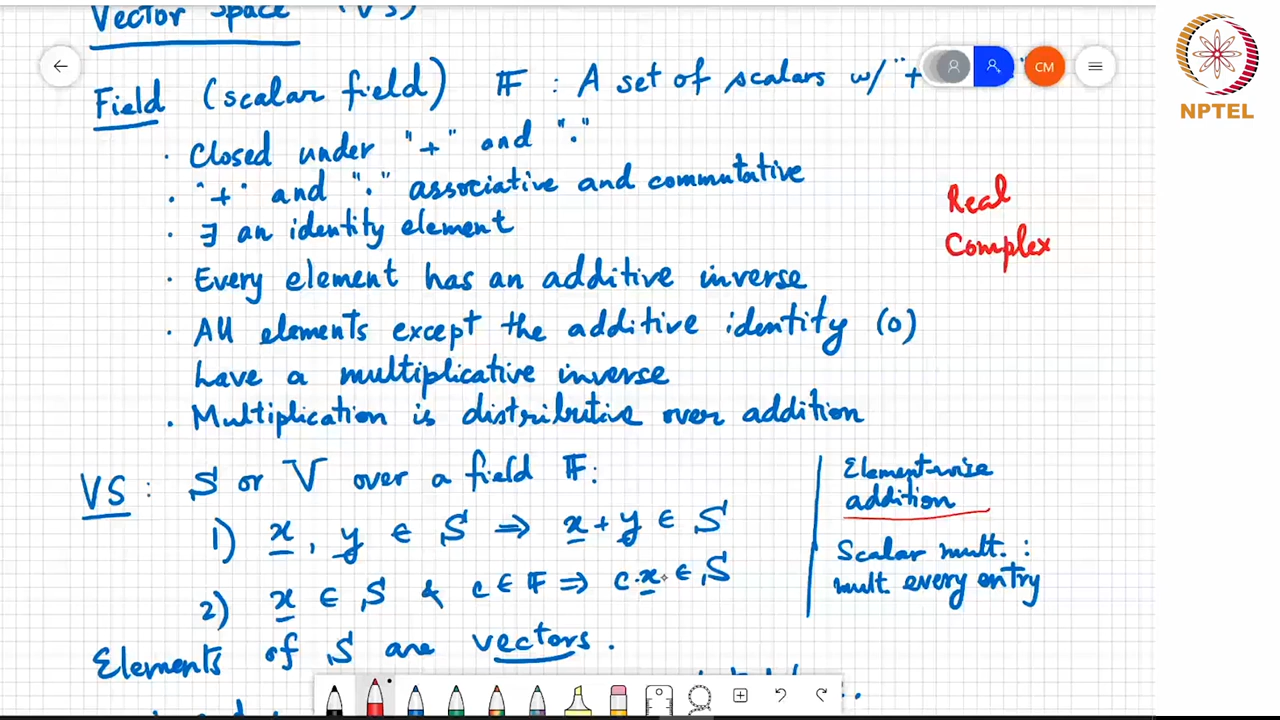 Vector Space (VS)
Field (scalar field) 𝔽 : A set of scalars w/ "+
· Closed under "+" and "·"
· "+" and "·" associative and commutative
· ∃ an identity element
· Every element has an additive inverse
· All elements except the additive identity (0)
have a multiplicative inverse
· Multiplication is distributive over addition
Real
Complex
VS : S or V over a field 𝔽:
1) x, y ∈ S ⇒ x + y ∈ S
2) x ∈ S & c ∈ 𝔽 ⇒ c·x ∈ S
Elements of S are vectors.
Element-wise
addition
Scalar mult. :
mult. every entry
CM
NPTEL